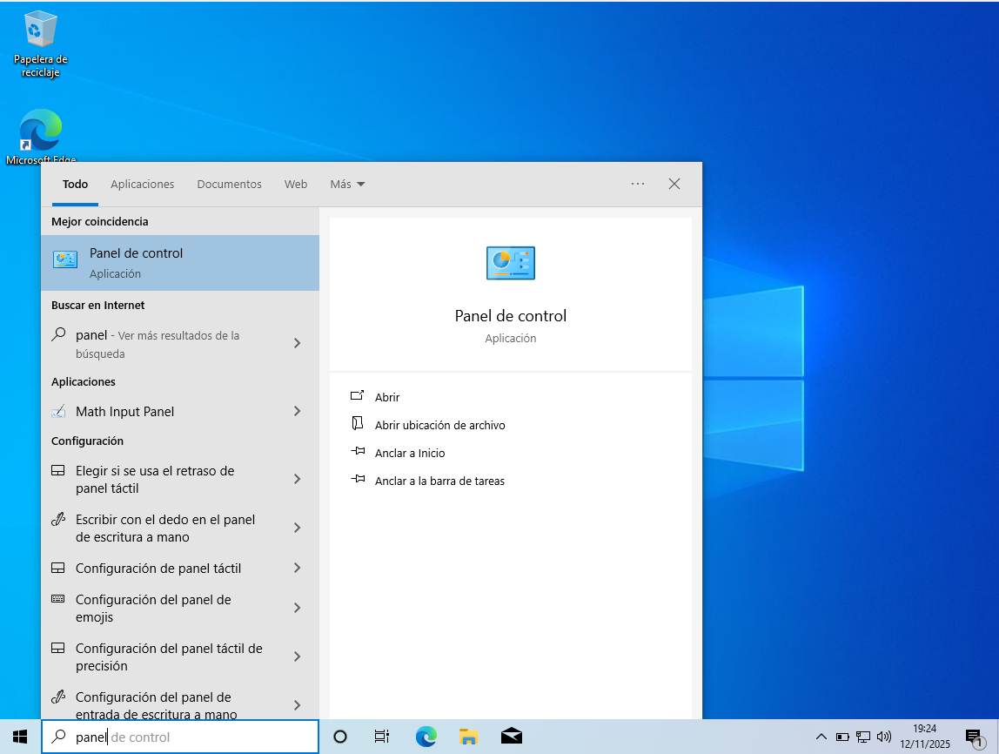 Papelera de
reciclaje
Microsoft Edge
Todo Aplicaciones Documentos Web Más ···
Mejor coincidencia
Panel de control
Aplicación
Buscar en Internet
panel - Ver más resultados de la
búsqueda
Aplicaciones
Math Input Panel
Configuración
Elegir si se usa el retraso de
panel táctil
Escribir con el dedo en el panel
de escritura a mano
Configuración de panel táctil
Configuración del panel de
emojis
Configuración del panel táctil de
precisión
Configuración del panel de
entrada de escritura a mano
Panel de control
Aplicación
Abrir
Abrir ubicación de archivo
Anclar a Inicio
Anclar a la barra de tareas
panel de control
19:24
12/11/2025
1